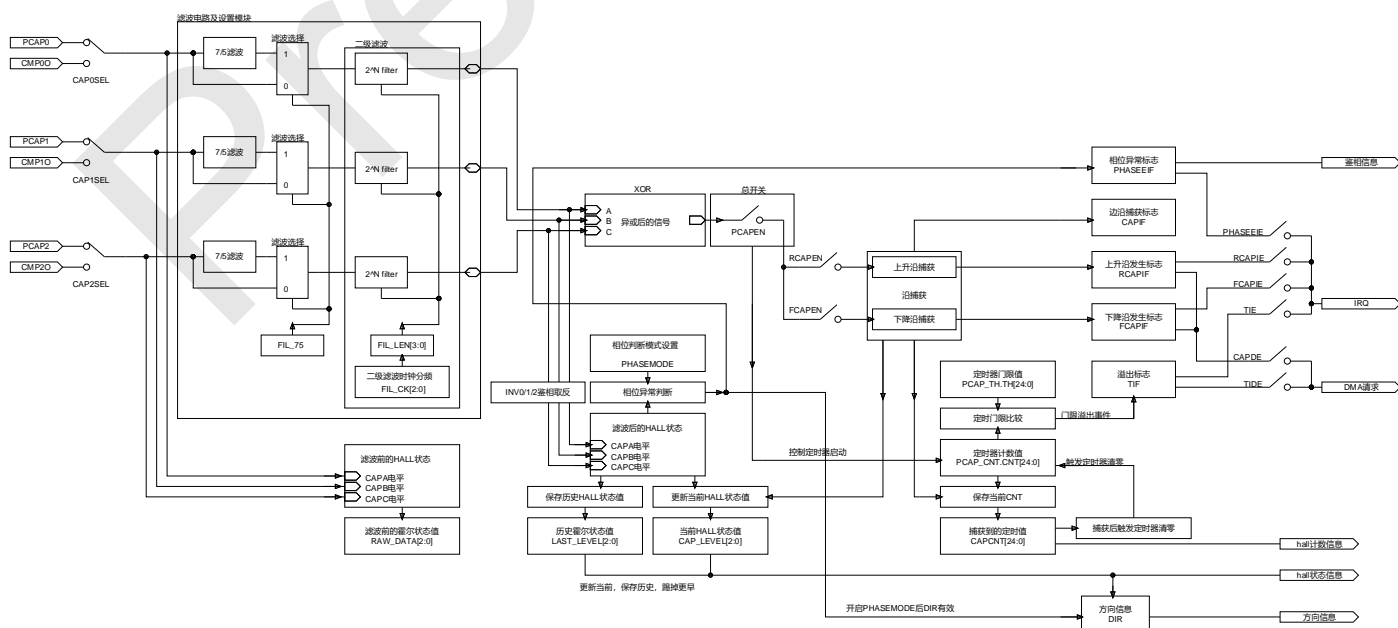 滤波电路及设置模块
PCAP0
CMP0O
CAP0SEL
7/5滤波
滤波选择
1
0
二级滤波
2^N filter
PCAP1
CMP1O
CAP1SEL
7/5滤波
滤波选择
1
0
2^N filter
PCAP2
CMP2O
CAP2SEL
7/5滤波
滤波选择
1
0
2^N filter
FIL_75
FIL_LEN[3:0]
二级滤波时钟分频
FIL_CK[2:0]
滤波前的HALL状态
CAPA电平
CAPB电平
CAPC电平
滤波前的霍尔状态值
RAW_DATA[2:0]
XOR
A
B
C
异或后的信号
总开关
PCAPEN
RCAPEN
FCAPEN
上升沿捕获
沿捕获
下降沿捕获
相位判断模式设置
PHASEMODE
INV0/1/2鉴相取反
相位异常判断
滤波后的HALL状态
CAPA电平
CAPB电平
CAPC电平
保存历史HALL状态值
更新当前HALL状态值
历史霍尔状态值
LAST_LEVEL[2:0]
当前HALL状态值
CAP_LEVEL[2:0]
更新当前，保存历史，踢掉更早
控制定时器启动
定时器门限值
PCAP_TH.TH[24:0]
定时门限比较
门限溢出事件
定时器计数值
PCAP_CNT.CNT[24:0]
触发定时器清零
保存当前CNT
捕获到的定时值
CAPCNT[24:0]
捕获后触发定时器清零
相位异常标志
PHASEEIF
边沿捕获标志
CAPIF
上升沿发生标志
RCAPIF
下降沿发生标志
FCAPIF
溢出标志
TIF
PHASEEIE
RCAPIE
FCAPIE
TIE
CAPDE
TIDE
鉴相信息
IRQ
DMA请求
hall计数信息
hall状态信息
开启PHASEMODE后DIR有效
方向信息
DIR
方向信息
Pre